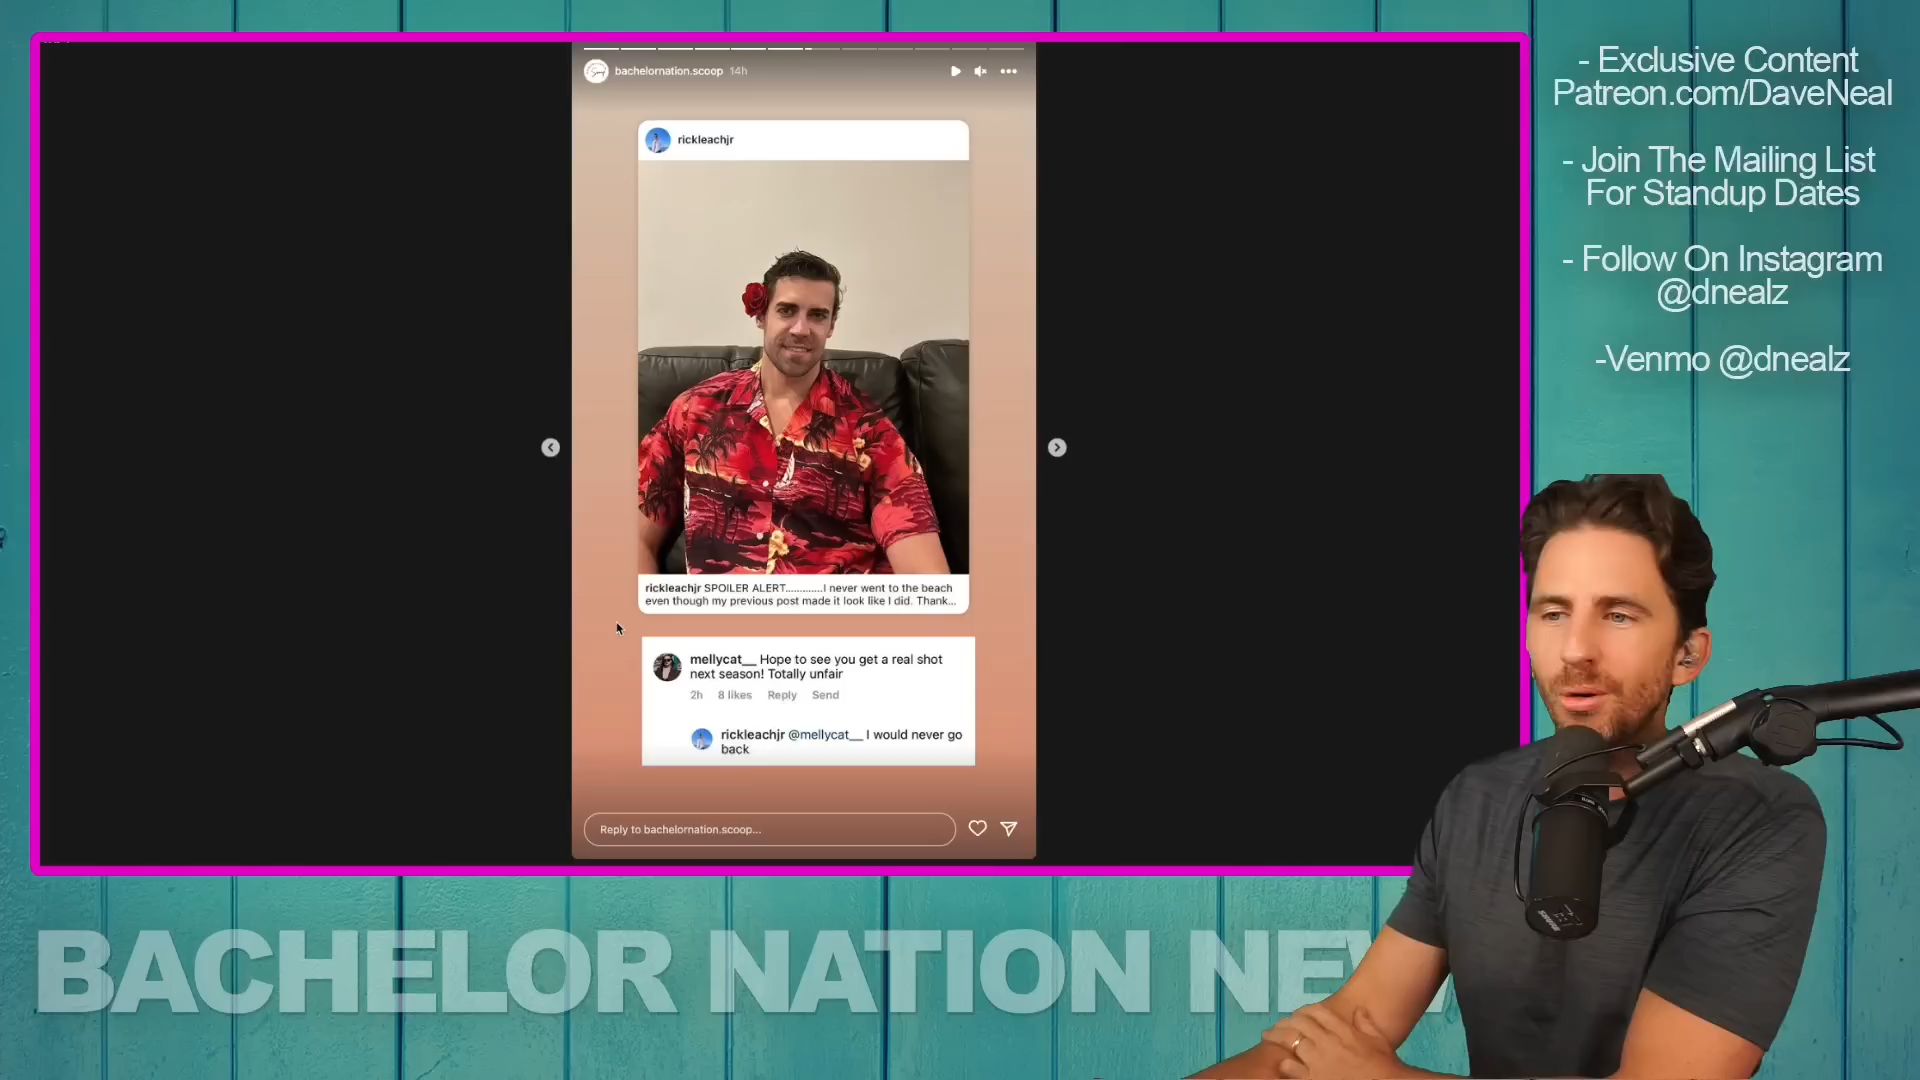 bachelornation.scoop 14h
rickleachjr
rickleachjr SPOILER ALERT.............I never went to the beach
even though my previous post made it look like I did. Thank...
mellycat__ Hope to see you get a real shot
next season! Totally unfair
2h 8 likes Reply Send
rickleachjr @mellycat__ I would never go
back
Reply to bachelornation.scoop...
- Exclusive Content
Patreon.com/DaveNeal
- Join The Mailing List
For Standup Dates
- Follow On Instagram
@dnealz
-Venmo @dnealz
BACHELOR NATION NEW